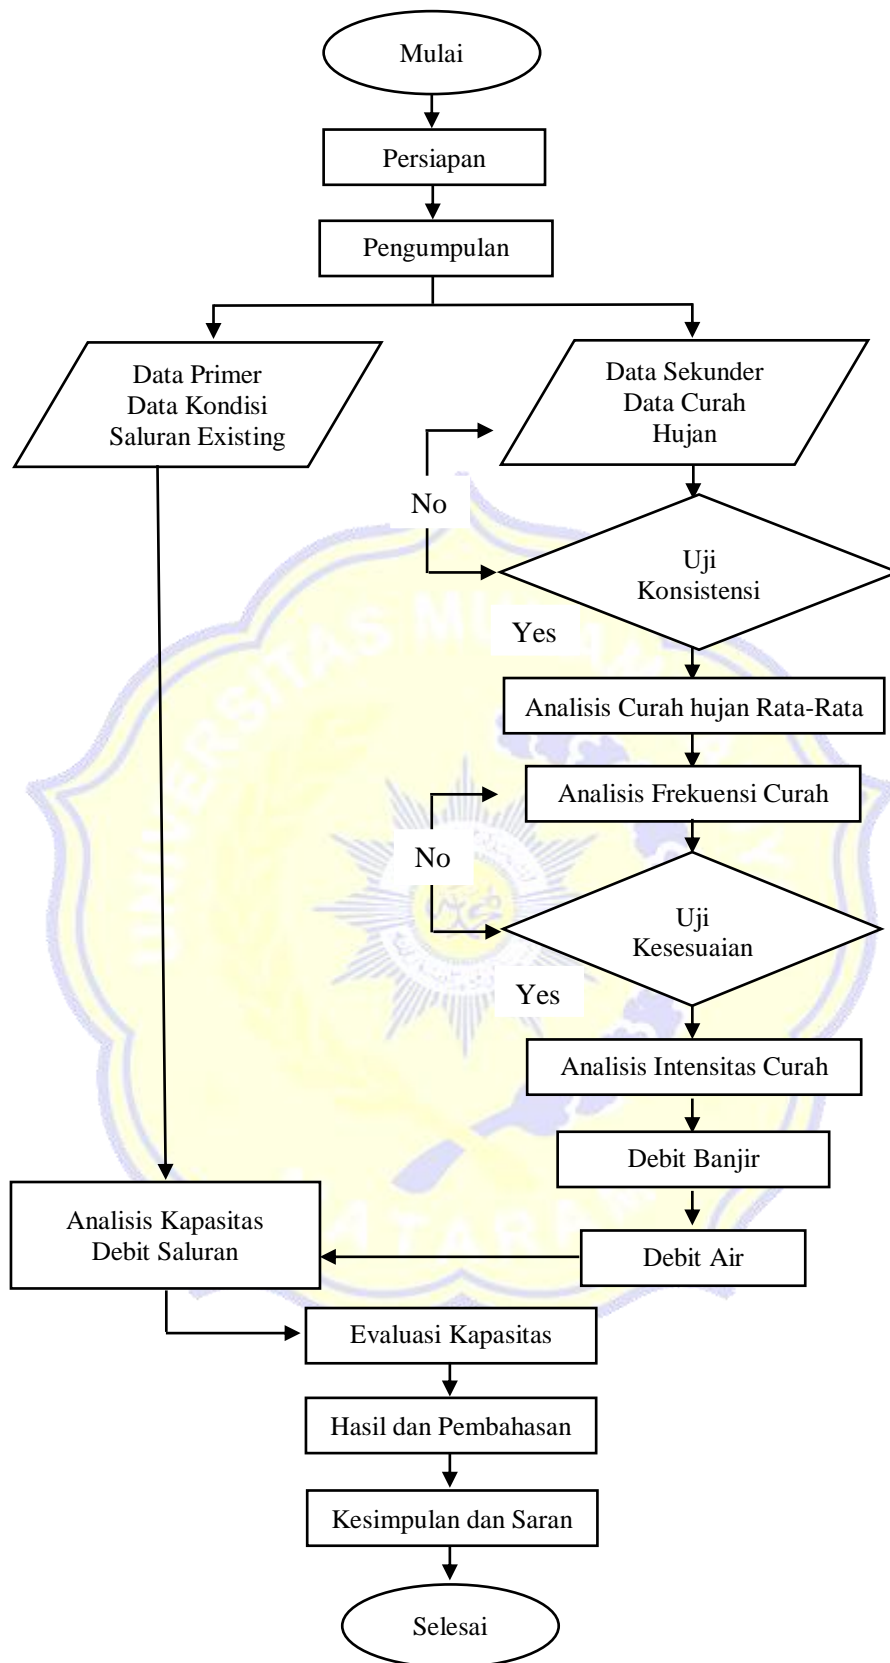 Mulai
Persiapan
Pengumpulan
Data Primer
Data Kondisi
Saluran Existing
Data Sekunder
Data Curah
Hujan
No
Uji
Konsistensi
Yes
Analisis Curah hujan Rata-Rata
Analisis Frekuensi Curah
No
Uji
Kesesuaian
Yes
Analisis Intensitas Curah
Debit Banjir
Analisis Kapasitas
Debit Saluran
Debit Air
Evaluasi Kapasitas
Hasil dan Pembahasan
Kesimpulan dan Saran
Selesai
UNIVERSITAS
MATARAM